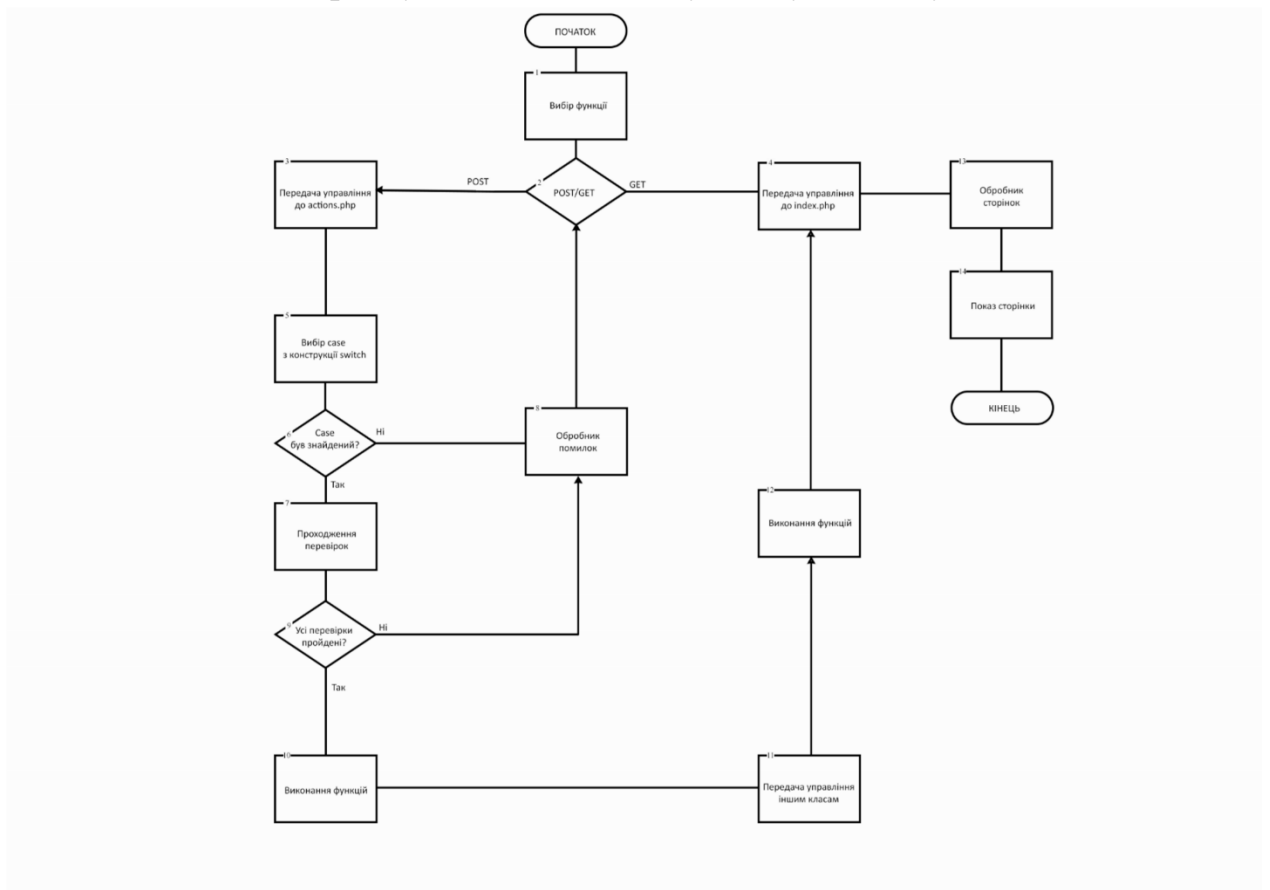 ПОЧАТОК
1
Вибір функції
2
POST/GET
POST
GET
3
Передача управління
до actions.php
4
Передача управління
до index.php
13
Обробник
сторінок
14
Показ сторінки
КІНЕЦЬ
5
Вибір case
з конструкції switch
6
Case
був знайдений?
Ні
Так
8
Обробник
помилок
7
Проходження
перевірок
9
Усі перевірки
пройдені?
Ні
Так
10
Виконання функцій
11
Передача управління
іншим класам
12
Виконання функцій